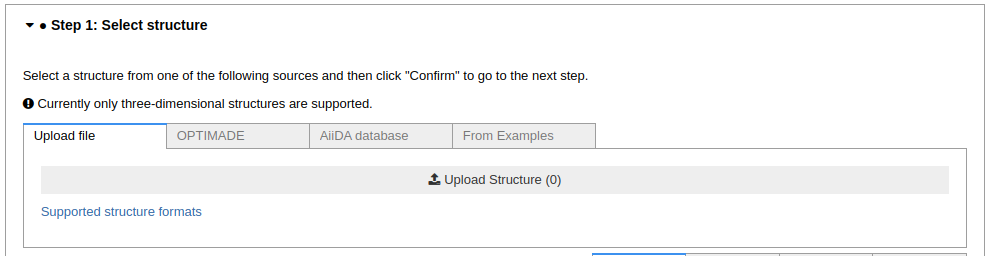 Step 1: Select structure
Select a structure from one of the following sources and then click "Confirm" to go to the next step.
Currently only three-dimensional structures are supported.
Upload file OPTIMADE AiiDA database From Examples
Upload Structure (0)
Supported structure formats